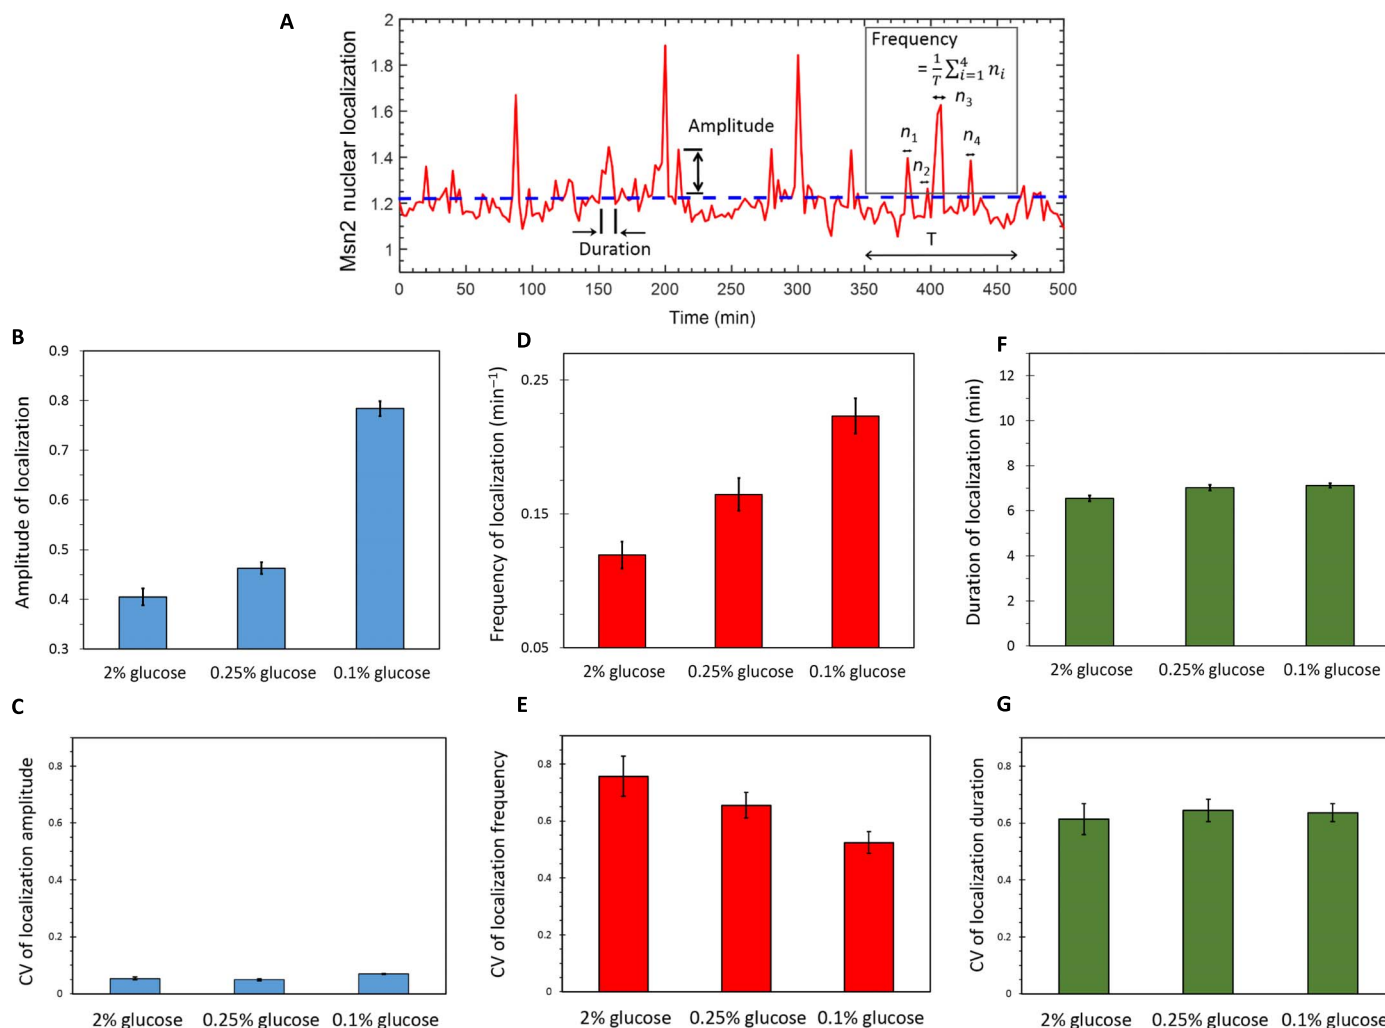 A
Msn2 nuclear localization
2
1.8
1.6
1.4
1.2
1
Frequency
= 1/T ∑⁴ᵢ₌₁ nᵢ
n₃
n₁
n₄
n₂
Amplitude
Duration
T
0 50 100 150 200 250 300 350 400 450 500
Time (min)
B
Amplitude of localization
0.9
0.8
0.7
0.6
0.5
0.4
0.3
2% glucose 0.25% glucose 0.1% glucose
D
Frequency of localization (min⁻¹)
0.25
0.15
0.05
2% glucose 0.25% glucose 0.1% glucose
F
Duration of localization (min)
12
10
8
6
4
2
0
2% glucose 0.25% glucose 0.1% glucose
C
CV of localization amplitude
0.8
0.6
0.4
0.2
0
2% glucose 0.25% glucose 0.1% glucose
E
CV of localization frequency
0.8
0.6
0.4
0.2
0
2% glucose 0.25% glucose 0.1% glucose
G
CV of localization duration
0.8
0.6
0.4
0.2
0
2% glucose 0.25% glucose 0.1% glucose